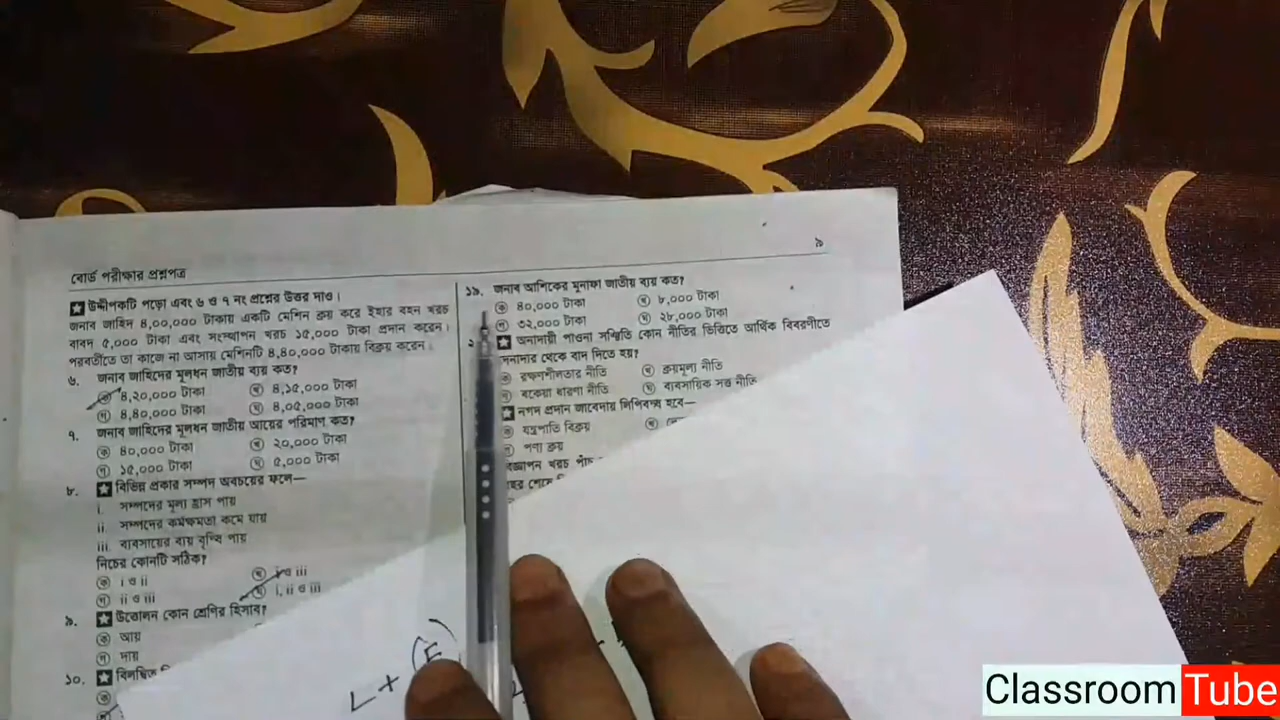 বোর্ড পরীক্ষার প্রশ্নপত্র
৯
★ উদ্দীপকটি পড়ো এবং ৬ ও ৭ নং প্রশ্নের উত্তর দাও।
জনাব জাহিদ ৪,০০,০০০ টাকায় একটি মেশিন ক্রয় করে ইহার বহন খরচ
বাবদ ৫,০০০ টাকা এবং সংস্থাপন খরচ ১৫,০০০ টাকা প্রদান করেন।
পরবর্তীতে তা কাজে না আসায় মেশিনটি ৪,৪০,০০০ টাকায় বিক্রয় করেন।
৬. জনাব জাহিদের মূলধন জাতীয় ব্যয় কত?
ক ৪,২০,০০০ টাকা খ ৪,১৫,০০০ টাকা
গ ৪,৪০,০০০ টাকা ঘ ৪,০৫,০০০ টাকা
৭. জনাব জাহিদের মূলধন জাতীয় আয়ের পরিমাণ কত?
ক ৪০,০০০ টাকা খ ২০,০০০ টাকা
গ ১৫,০০০ টাকা ঘ ৫,০০০ টাকা
৮. ★ বিভিন্ন প্রকার সম্পদ অবচয়ের ফলে—
i. সম্পদের মূল্য হ্রাস পায়
ii. সম্পদের কর্মক্ষমতা কমে যায়
iii. ব্যবসায়ের ব্যয় বৃদ্ধি পায়
নিচের কোনটি সঠিক?
ক i ও ii খ i ও iii
গ ii ও iii ঘ i, ii ও iii
৯. ★ উত্তোলন কোন শ্রেণির হিসাব?
ক আয়
গ দায়
১০. ★ বিলম্বিত
ক
১৯. জনাব আশিকের মুনাফা জাতীয় ব্যয় কত?
ক ৪০,০০০ টাকা খ ৮,০০০ টাকা
গ ৩২,০০০ টাকা ঘ ২৮,০০০ টাকা
★ অনাদায়ী পাওনা সঞ্চিতি কোন নীতির ভিত্তিতে আর্থিক বিবরণীতে
দেনাদার থেকে বাদ দিতে হয়?
ক রক্ষণশীলতার নীতি খ ক্রয়মূল্য নীতি
গ বকেয়া ধারণা নীতি ঘ ব্যবসায়িক সত্তা নীতি
★ নগদ প্রদান জাবেদায় লিপিবদ্ধ হবে—
ক যন্ত্রপাতি বিক্রয় খ
গ পণ্য ক্রয়
বিজ্ঞাপন খরচ পাঁচ
Classroom Tube